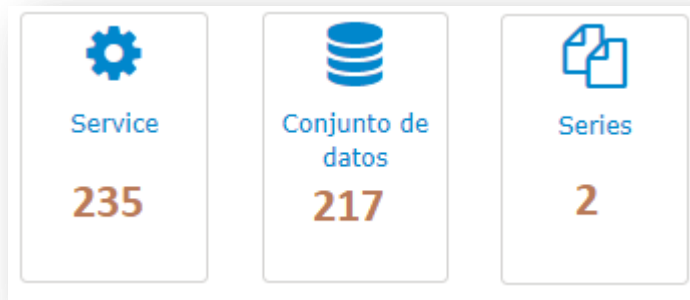 Service
235
Conjunto de
datos
217
Series
2